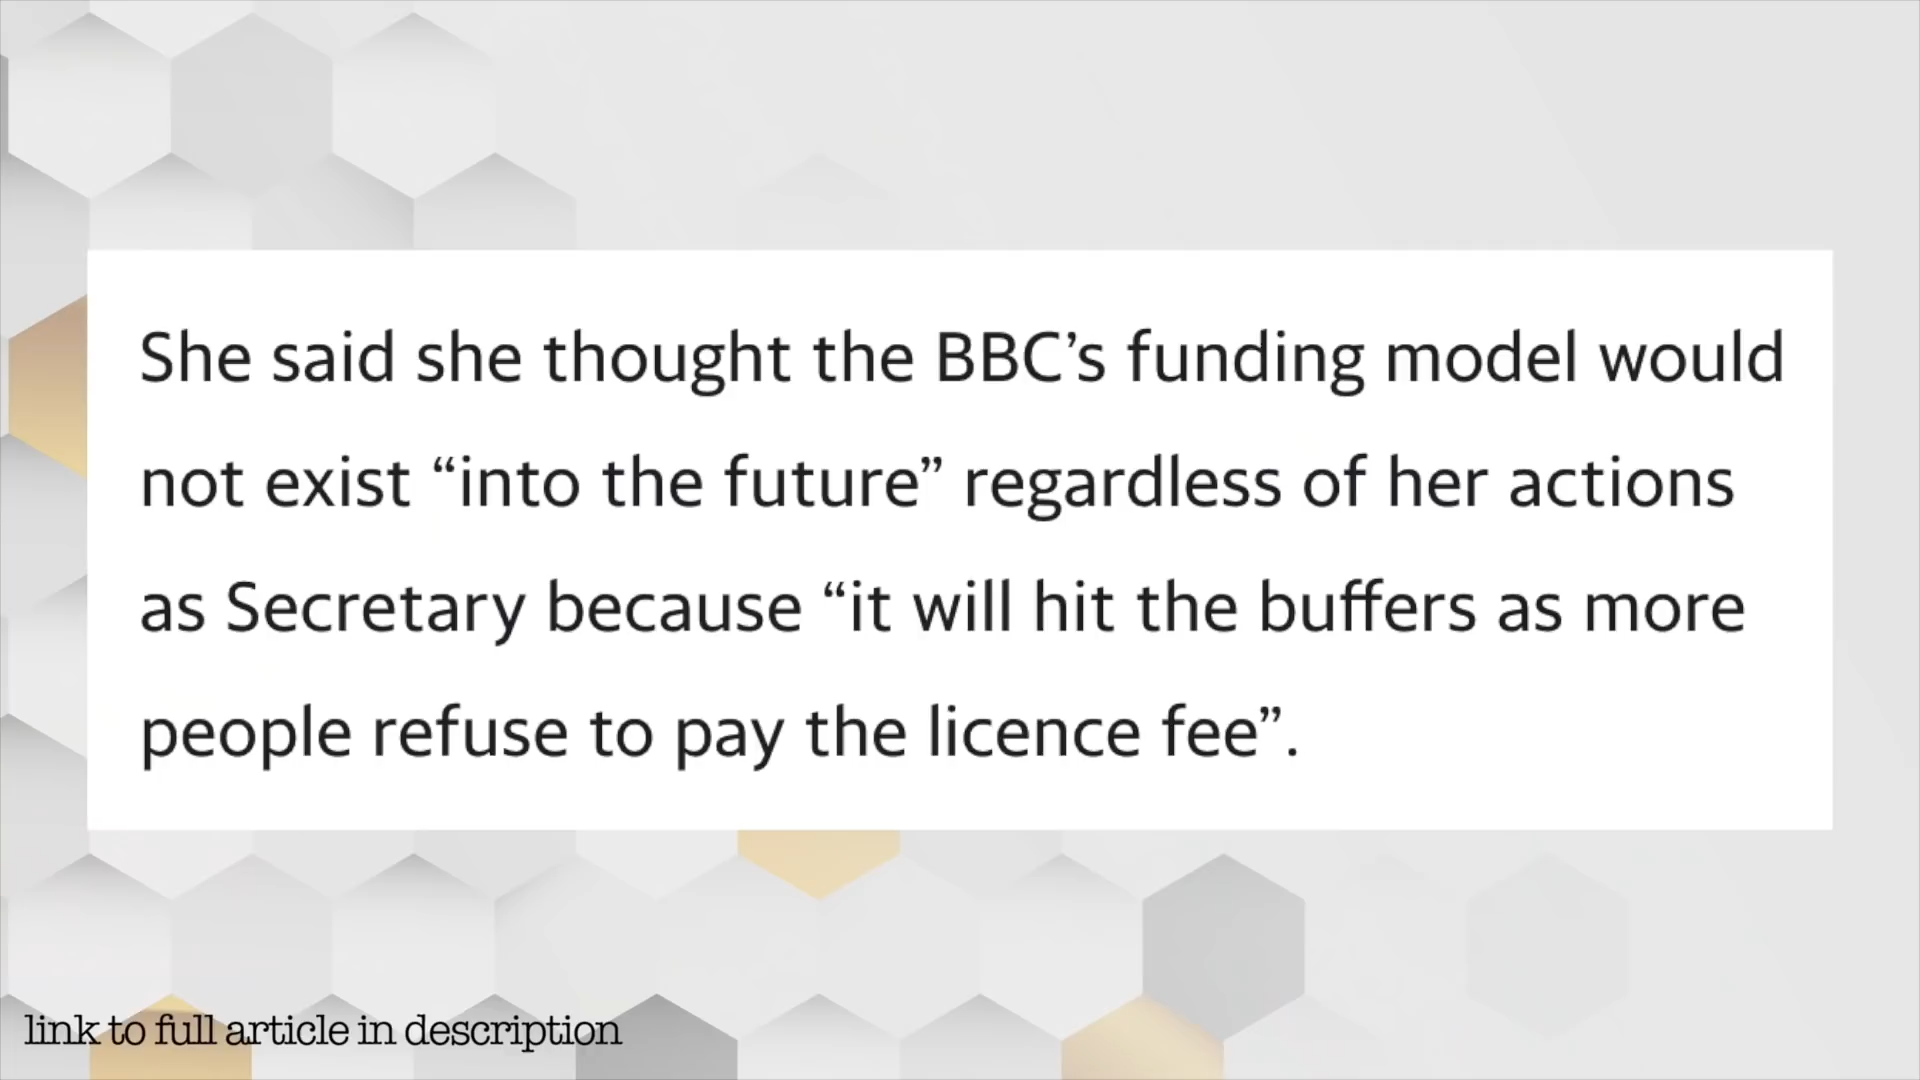 She said she thought the BBC’s funding model would
not exist “into the future” regardless of her actions
as Secretary because “it will hit the buffers as more
people refuse to pay the licence fee”.
link to full article in description